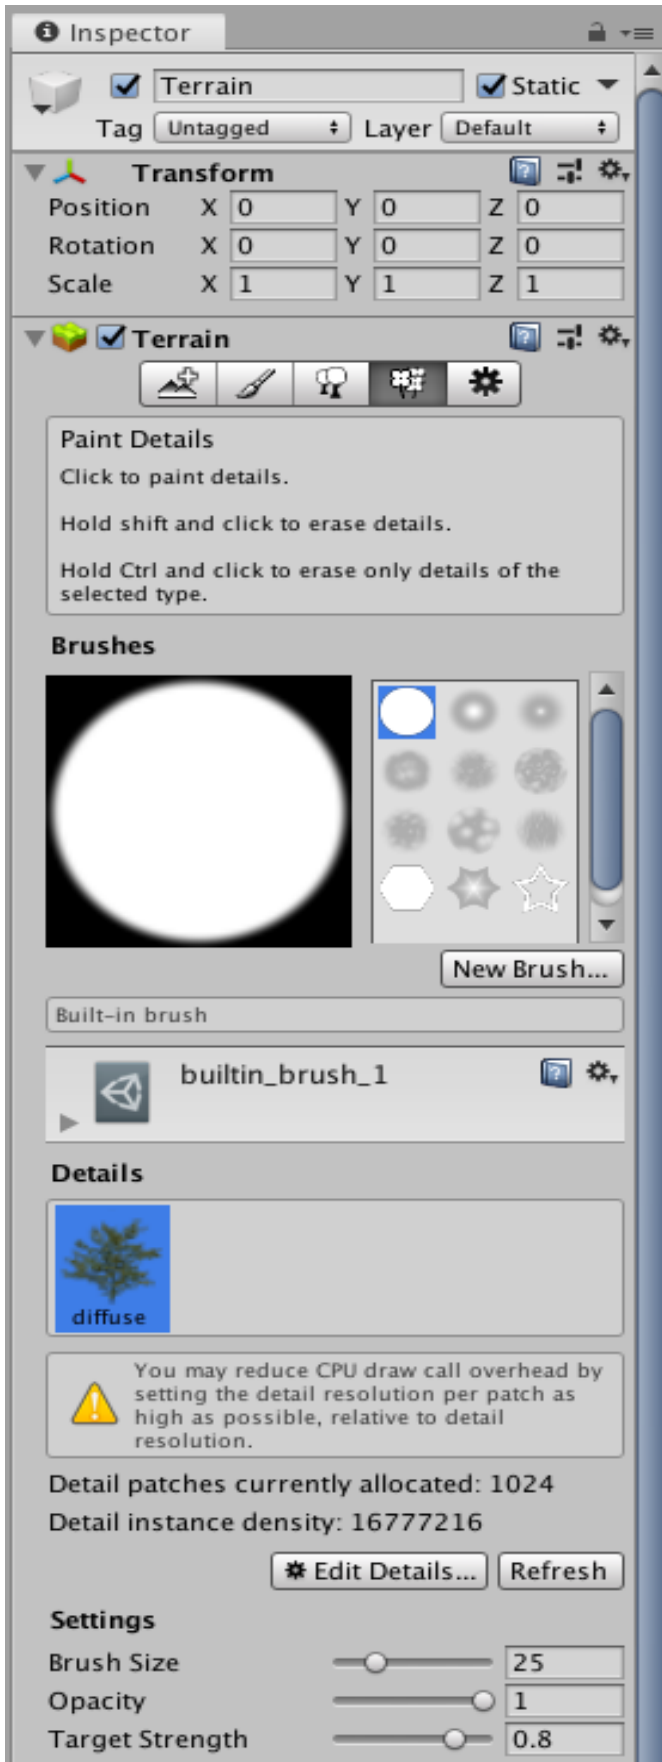 Inspector
Terrain Static
Tag Untagged Layer Default
Transform
Position X 0 Y 0 Z 0
Rotation X 0 Y 0 Z 0
Scale X 1 Y 1 Z 1
Terrain
Paint Details
Click to paint details.
Hold shift and click to erase details.
Hold Ctrl and click to erase only details of the
selected type.
Brushes
New Brush...
Built-in brush
builtin_brush_1
Details
diffuse
You may reduce CPU draw call overhead by
setting the detail resolution per patch as
high as possible, relative to detail
resolution.
Detail patches currently allocated: 1024
Detail instance density: 16777216
Edit Details... Refresh
Settings
Brush Size 25
Opacity 1
Target Strength 0.8